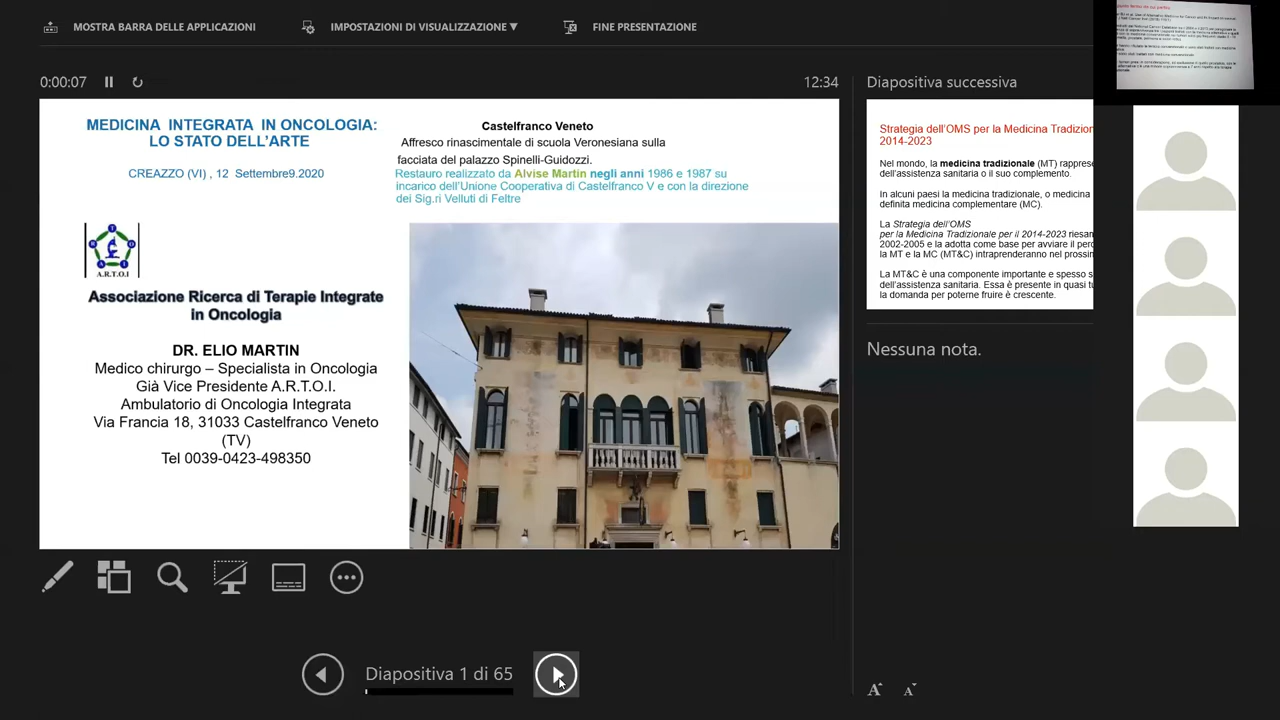 MOSTRA BARRA DELLE APPLICAZIONI
IMPOSTAZIONI DI VISUALIZZAZIONE ▼
FINE PRESENTAZIONE
0:00:07
12:34
MEDICINA INTEGRATA IN ONCOLOGIA:
LO STATO DELL'ARTE
CREAZZO (VI) , 12 Settembre9.2020
A.R.T.O.I
Associazione Ricerca di Terapie Integrate
in Oncologia
DR. ELIO MARTIN
Medico chirurgo – Specialista in Oncologia
Già Vice Presidente A.R.T.O.I.
Ambulatorio di Oncologia Integrata
Via Francia 18, 31033 Castelfranco Veneto
(TV)
Tel 0039-0423-498350
Castelfranco Veneto
Affresco rinascimentale di scuola Veronesiana sulla
facciata del palazzo Spinelli-Guidozzi.
Restauro realizzato da Alvise Martin negli anni 1986 e 1987 su
incarico dell'Unione Cooperativa di Castelfranco V e con la direzione
dei Sig.ri Velluti di Feltre
Diapositiva successiva
Strategia dell'OMS per la Medicina Tradizion
2014-2023
Nel mondo, la medicina tradizionale (MT) rapprese
dell'assistenza sanitaria o il suo complemento.
In alcuni paesi la medicina tradizionale, o medicina
definita medicina complementare (MC).
La Strategia dell'OMS
per la Medicina Tradizionale per il 2014-2023 riesam
2002-2005 e la adotta come base per avviare il perc
la MT e la MC (MT&C) intraprenderanno nel prossim
La MT&C è una componente importante e spesso s
dell'assistenza sanitaria. Essa è presente in quasi tu
la domanda per poterne fruire è crescente.
Nessuna nota.
Diapositiva 1 di 65